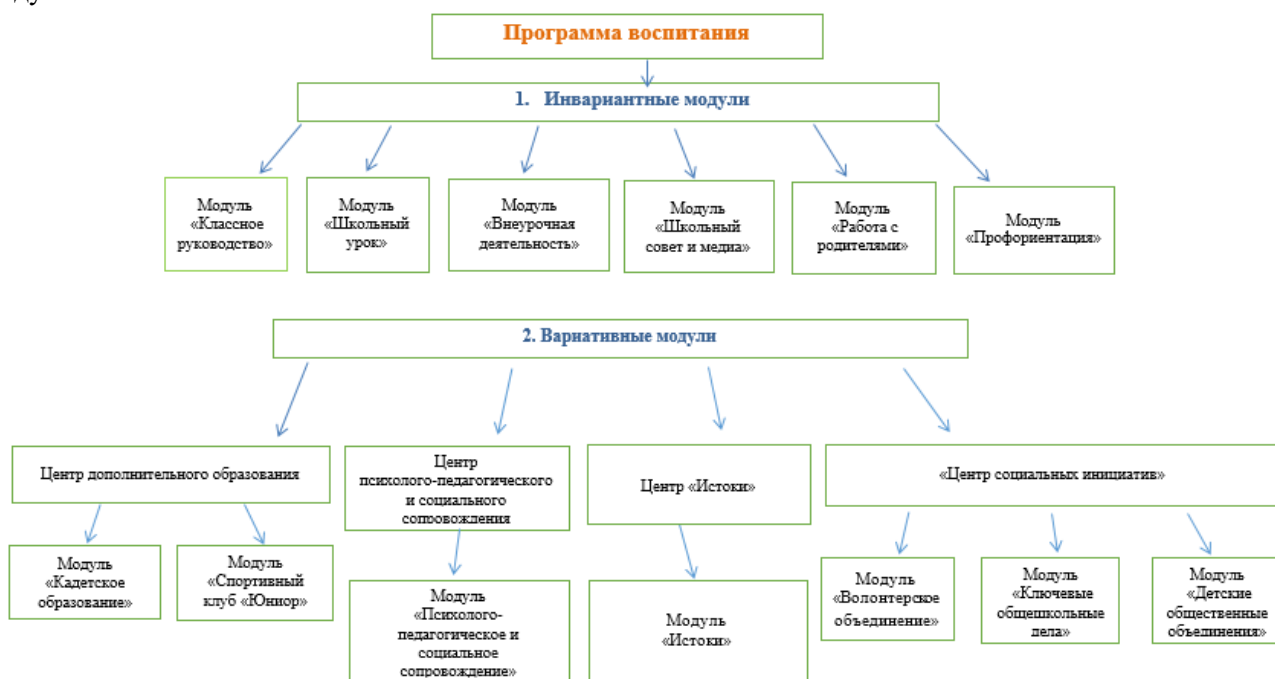 ду
Программа воспитания
1. Инвариантные модули
Модуль
«Классное
руководство»
Модуль
«Школьный
урок»
Модуль
«Внеурочная
деятельность»
Модуль
«Школьный
совет и медиа»
Модуль
«Работа с
родителями»
Модуль
«Профориентация»
2. Вариативные модули
Центр дополнительного образования
Центр
психолого-педагогического
и социального
сопровождения
Центр «Истоки»
«Центр социальных инициатив»
Модуль
«Кадетское
образование»
Модуль
«Спортивный
клуб «Юниор»
Модуль
«Психолого-
педагогическое и
социальное
сопровождение»
Модуль
«Истоки»
Модуль
«Волонтерское
объединение»
Модуль
«Ключевые
общешкольные
дела»
Модуль
«Детские
общественные
объединения»